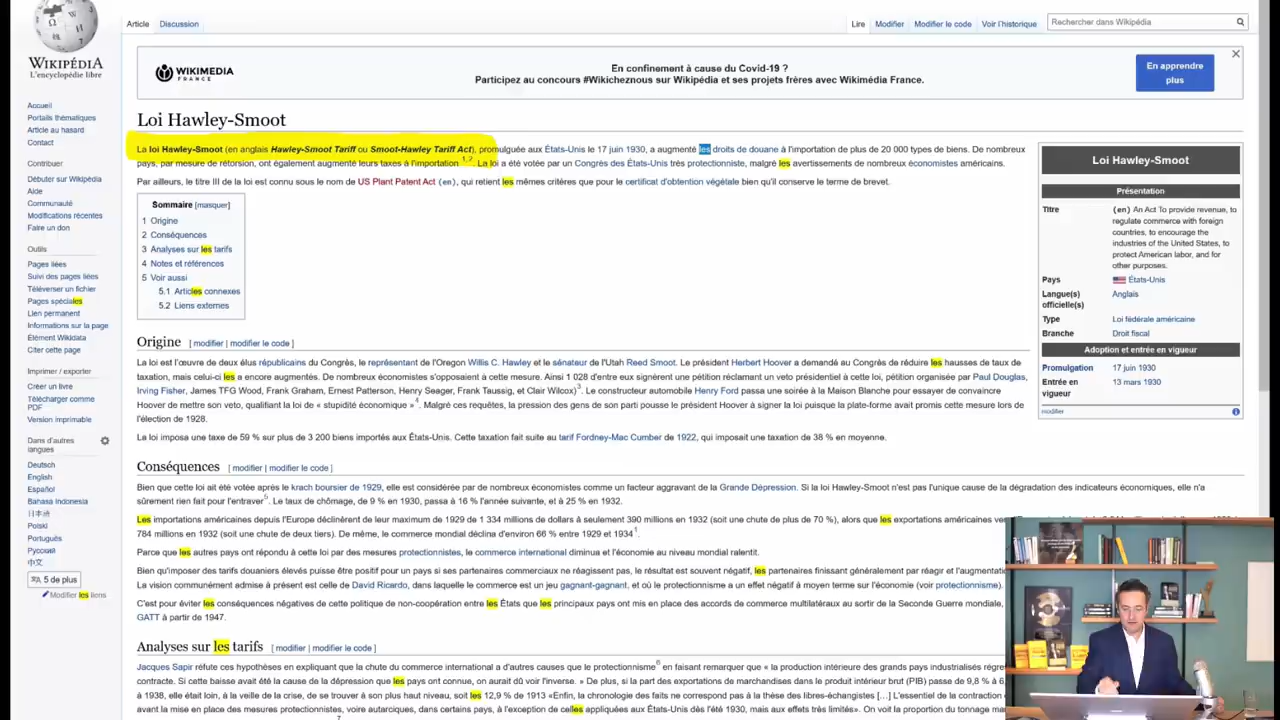 Article
Discussion
Lire
Modifier
Modifier le code
Voir l'historique
Rechercher dans Wikipédia
WIKIPÉDIA
L'encyclopédie libre
Accueil
Portails thématiques
Article au hasard
Contact
Contribuer
Débuter sur Wikipédia
Aide
Communauté
Modifications récentes
Faire un don
Outils
Pages liées
Suivi des pages liées
Téléverser un fichier
Pages spéciales
Lien permanent
Informations sur la page
Élément Wikidata
Citer cette page
Imprimer / exporter
Créer un livre
Télécharger comme
PDF
Version imprimable
Dans d'autres
langues
Deutsch
English
Español
Bahasa Indonesia
日本語
Polski
Português
Русский
中文
5 de plus
Modifier les liens
WIKIMEDIA
FRANCE
En confinement à cause du Covid-19 ?
Participez au concours #Wikicheznous sur Wikipédia et ses projets frères avec Wikimédia France.
En apprendre
plus
Loi Hawley-Smoot
La loi Hawley-Smoot (en anglais Hawley-Smoot Tariff ou Smoot-Hawley Tariff Act), promulguée aux États-Unis le 17 juin 1930, a augmenté les droits de douane à l'importation de plus de 20 000 types de biens. De nombreux
pays, par mesure de rétorsion, ont également augmenté leurs taxes à l'importation 1,2. La loi a été votée par un Congrès des États-Unis très protectionniste, malgré les avertissements de nombreux économistes américains.
Par ailleurs, le titre III de la loi est connu sous le nom de US Plant Patent Act (en), qui retient les mêmes critères que pour le certificat d'obtention végétale bien qu'il conserve le terme de brevet.
Sommaire [masquer]
1 Origine
2 Conséquences
3 Analyses sur les tarifs
4 Notes et références
5 Voir aussi
5.1 Articles connexes
5.2 Liens externes
Loi Hawley-Smoot
Présentation
Titre
(en) An Act To provide revenue, to
regulate commerce with foreign
countries, to encourage the
industries of the United States, to
protect American labor, and for
other purposes.
Pays
États-Unis
Langue(s)
officielle(s)
Anglais
Type
Loi fédérale américaine
Branche
Droit fiscal
Adoption et entrée en vigueur
Promulgation
17 juin 1930
Entrée en
vigueur
13 mars 1930
modifier
Origine [ modifier | modifier le code ]
La loi est l'œuvre de deux élus républicains du Congrès, le représentant de l'Oregon Willis C. Hawley et le sénateur de l'Utah Reed Smoot. Le président Herbert Hoover a demandé au Congrès de réduire les hausses de taux de
taxation, mais celui-ci les a encore augmentés. De nombreux économistes s'opposaient à cette mesure. Ainsi 1 028 d'entre eux signèrent une pétition réclamant un veto présidentiel à cette loi, pétition organisée par Paul Douglas,
Irving Fisher, James TFG Wood, Frank Graham, Ernest Patterson, Henry Seager, Frank Taussig, et Clair Wilcox)3. Le constructeur automobile Henry Ford passa une soirée à la Maison Blanche pour essayer de convaincre
Hoover de mettre son veto, qualifiant la loi de « stupidité économique »4. Malgré ces requêtes, la pression des gens de son parti pousse le président Hoover à signer la loi puisque la plate-forme avait promis cette mesure lors de
l'élection de 1928.
La loi imposa une taxe de 59 % sur plus de 3 200 biens importés aux États-Unis. Cette taxation fait suite au tarif Fordney-Mac Cumber de 1922, qui imposait une taxation de 38 % en moyenne.
Conséquences [ modifier | modifier le code ]
Bien que cette loi ait été votée après le krach boursier de 1929, elle est considérée par de nombreux économistes comme un facteur aggravant de la Grande Dépression. Si la loi Hawley-Smoot n'est pas l'unique cause de la dégradation des indicateurs économiques, elle n'a
sûrement rien fait pour l'entraver5. Le taux de chômage, de 9 % en 1930, passa à 16 % l'année suivante, et à 25 % en 1932.
Les importations américaines depuis l'Europe déclinèrent de leur maximum de 1929 de 1 334 millions de dollars à seulement 390 millions en 1932 (soit une chute de plus de 70 %), alors que les exportations américaines
784 millions en 1932 (soit une chute de deux tiers). De même, le commerce mondial déclina d'environ 66 % entre 1929 et 19341.
Parce que les autres pays ont répondu à cette loi par des mesures protectionnistes, le commerce international diminua et l'économie au niveau mondial ralentit.
Bien qu'imposer des tarifs douaniers élevés puisse être positif pour un pays si ses partenaires commerciaux ne réagissent pas, le résultat est souvent négatif, les partenaires finissant généralement par réagir et l'augmentatio
La vision communément admise à présent est celle de David Ricardo, dans laquelle le commerce est un jeu gagnant-gagnant, et où le protectionnisme a un effet négatif à moyen terme sur l'économie (voir protectionnisme).
C'est pour éviter les conséquences négatives de cette politique de non-coopération entre les États que les principaux pays ont mis en place des accords de commerce multilatéraux au sortir de la Seconde Guerre mondiale,
GATT à partir de 1947.
Analyses sur les tarifs [ modifier | modifier le code ]
Jacques Sapir réfute ces hypothèses en expliquant que la chute du commerce international a d'autres causes que le protectionnisme6 en faisant remarquer que « la production intérieure des grands pays industrialisés régre
contracte. Si cette baisse avait été la cause de la dépression que les pays ont connue, on aurait dû voir l'inverse. » De plus, si la part des exportations de marchandises dans le produit intérieur brut (PIB) passe de 9,8 % à 6,
à 1938, elle était loin, à la veille de la crise, de se trouver à son plus haut niveau, soit les 12,9 % de 1913 «Enfin, la chronologie des faits ne correspond pas à la thèse des libres-échangistes [...] L'essentiel de la contraction
avant la mise en place des mesures protectionnistes, voire autarciques, dans certains pays, à l'exception de celles appliquées aux États-Unis dès l'été 1930, mais aux effets très limités». On voit la proportion du tonnage mar
7